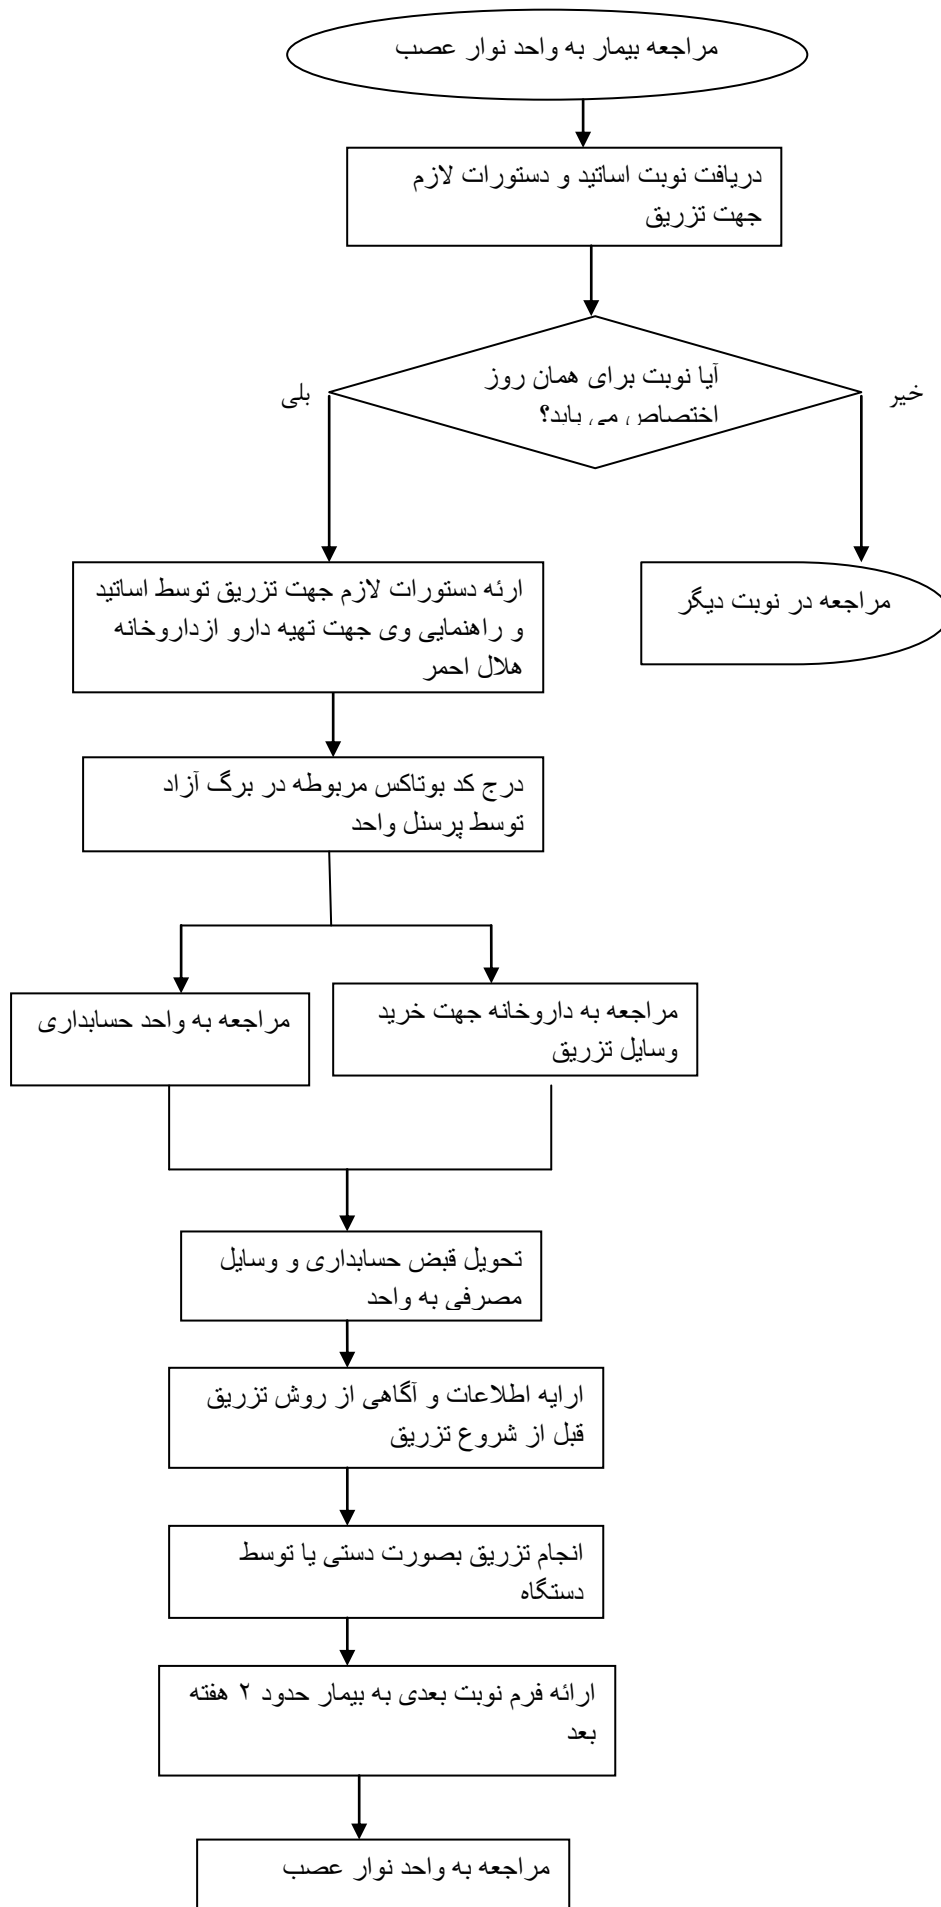 مراجعه بیمار به واحد نوار عصب
دریافت نوبت اساتید و دستورات لازم
جهت تزریق
آیا نوبت برای همان روز
اختصاص می یابد؟
خیر
بلی
ارئه دستورات لازم جهت تزریق توسط اساتید
و راهنمایی وی جهت تهیه دارو ازداروخانه
هلال احمر
مراجعه در نوبت دیگر
درج کد بوتاکس مربوطه در برگ آزاد
توسط پرسنل واحد
مراجعه به داروخانه جهت خرید
وسایل تزریق
مراجعه به واحد حسابداری
تحویل قبض حسابداری و وسایل
مصرفی به واحد
ارایه اطلاعات و آگاهی از روش تزریق
قبل از شروع تزریق
انجام تزریق بصورت دستی یا توسط
دستگاه
ارائه فرم نوبت بعدی به بیمار حدود ۲ هفته
بعد
مراجعه به واحد نوار عصب